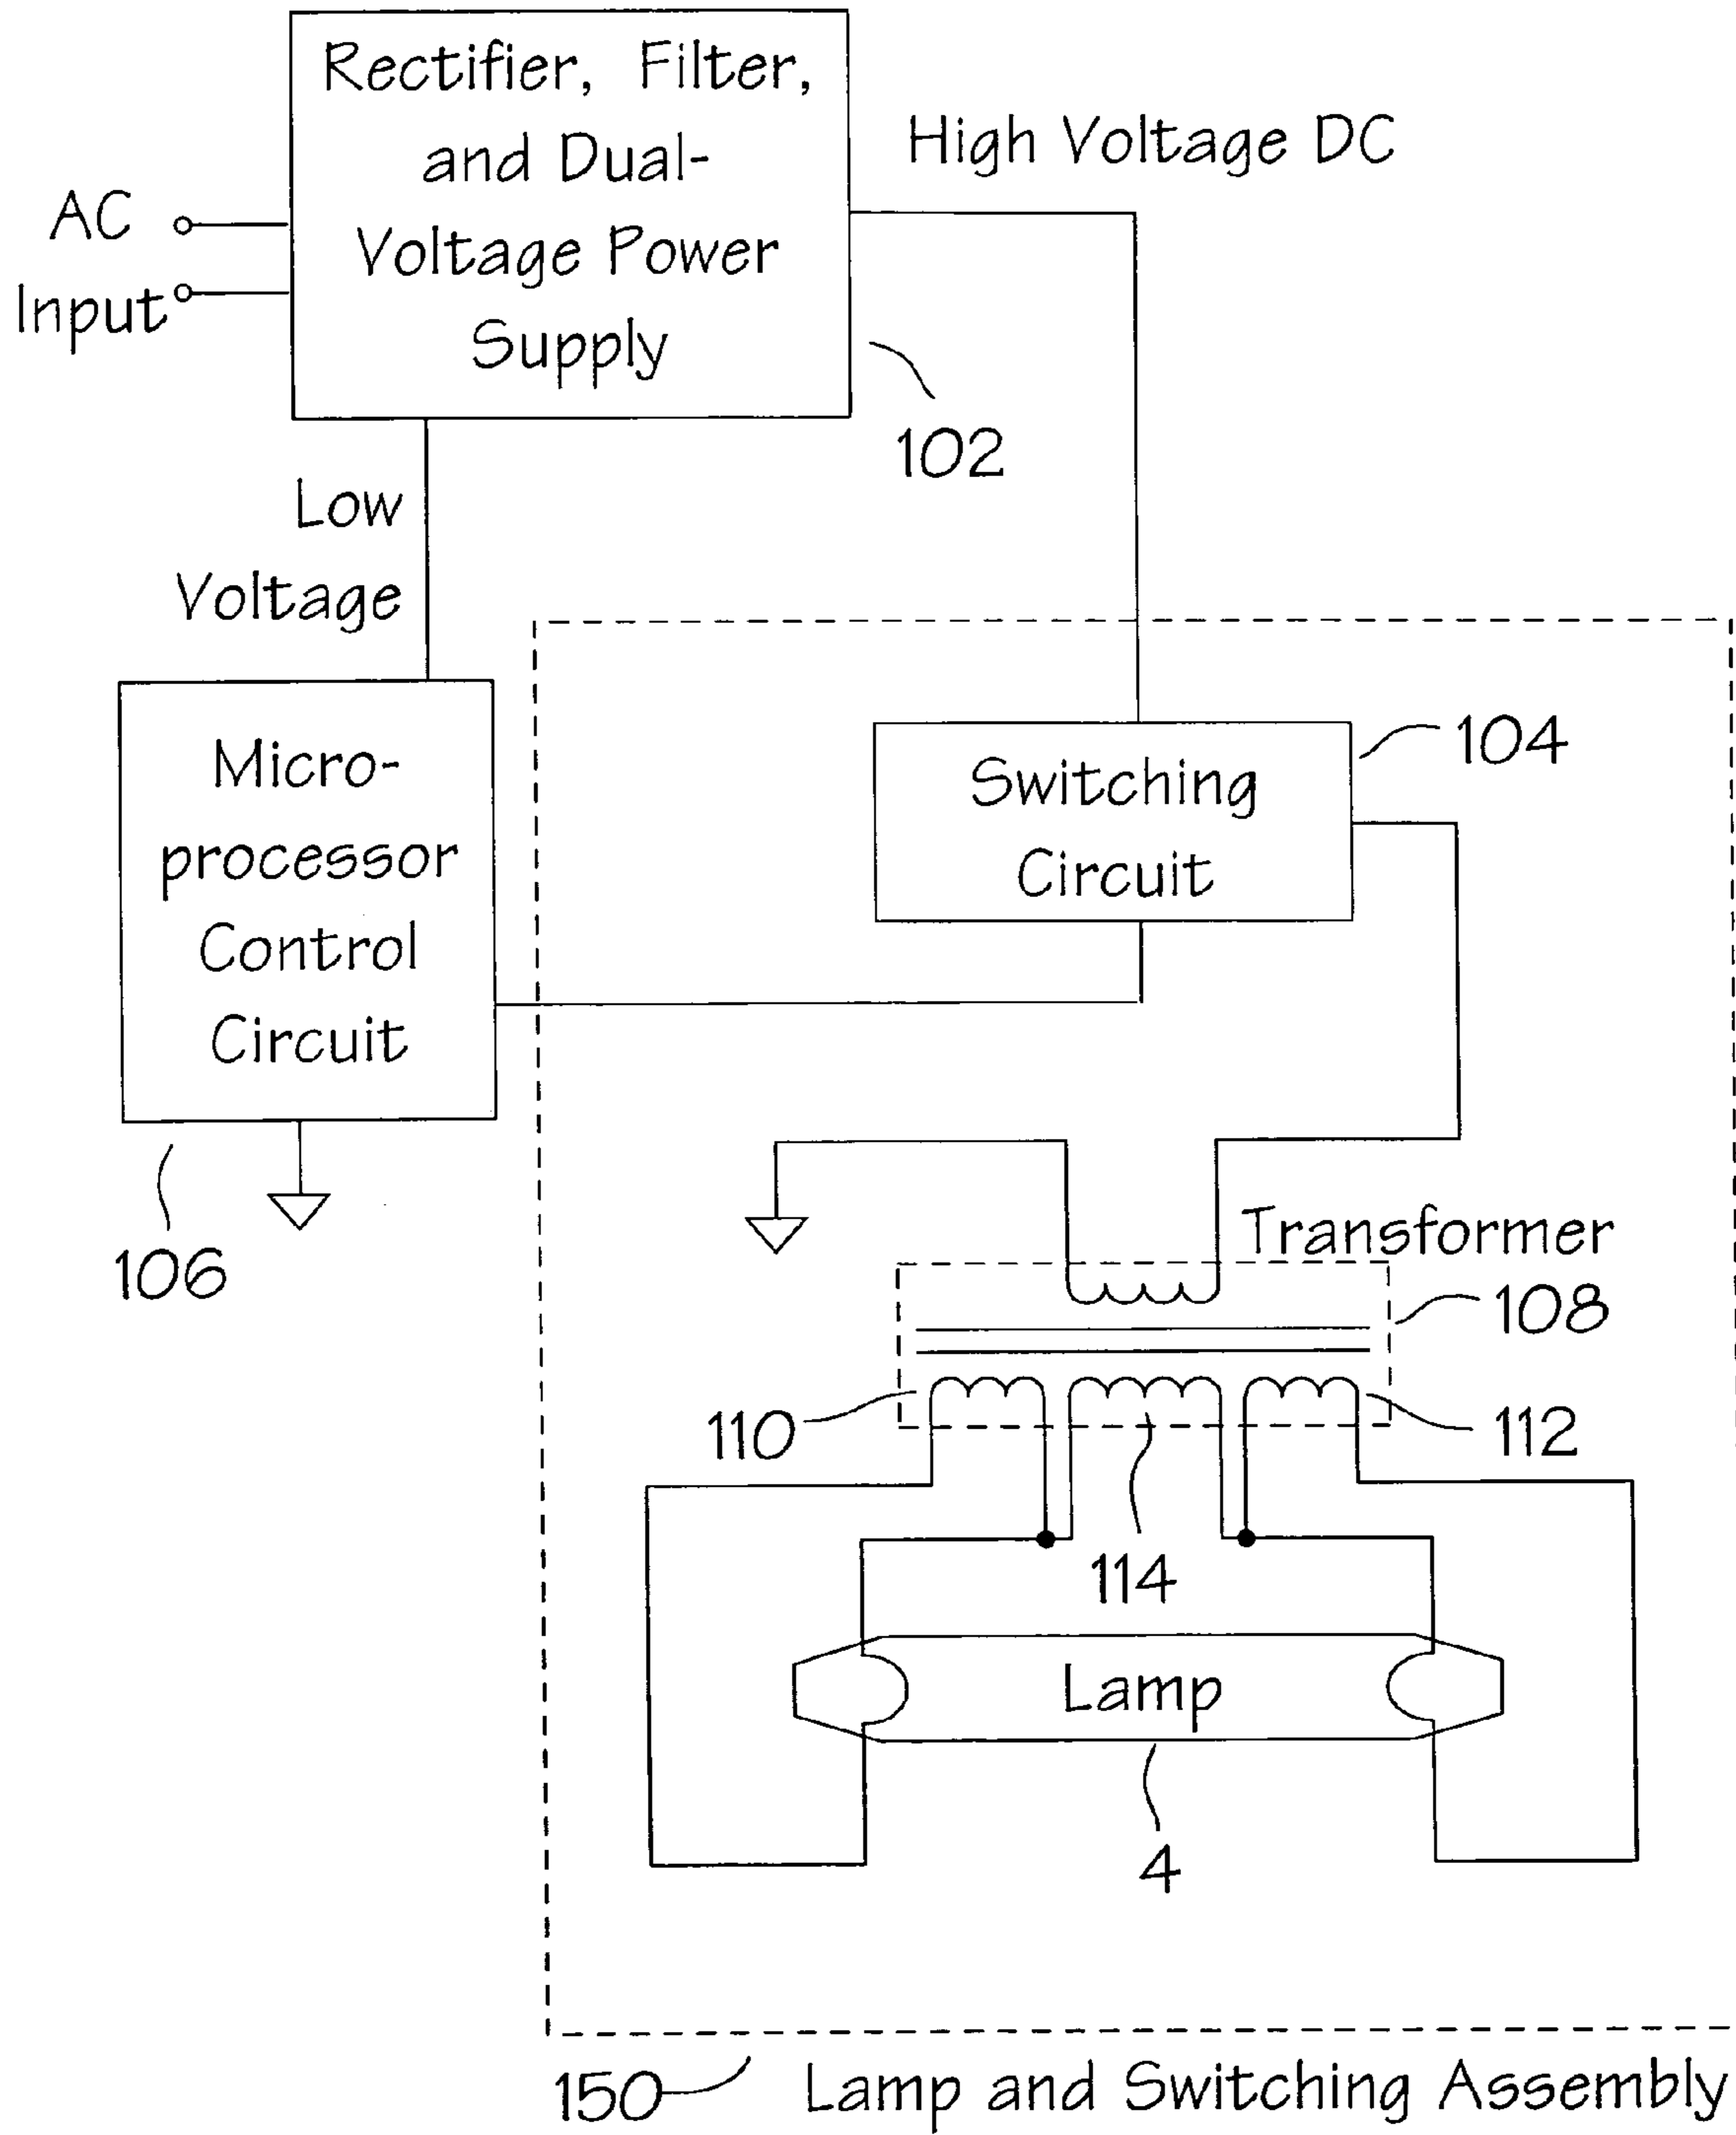 Rectifier, Filter,
and Dual-
Voltage Power
Supply
High Voltage DC
AC
Input
102
Low
Voltage
Micro-
processor
Control
Circuit
Switching
Circuit
104
106
Transformer
108
110
112
114
Lamp
4
150
Lamp and Switching Assembly